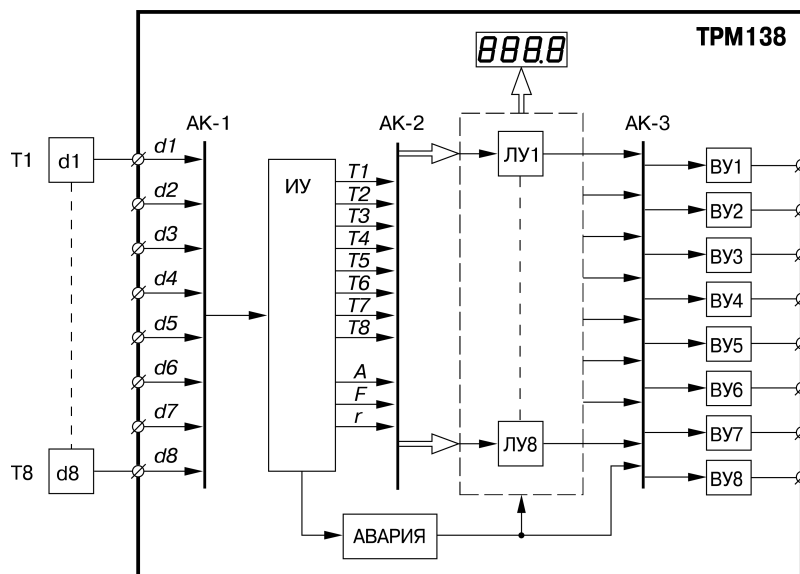 888.8
ТРМ138
АК-1
АК-2
АК-3
Т1
d1
d1
d2
d3
d4
d5
d6
d7
Т8
d8
d8
ИУ
T1
T2
T3
T4
T5
T6
T7
T8
A
F
r
ЛУ1
ЛУ8
ВУ1
ВУ2
ВУ3
ВУ4
ВУ5
ВУ6
ВУ7
ВУ8
АВАРИЯ